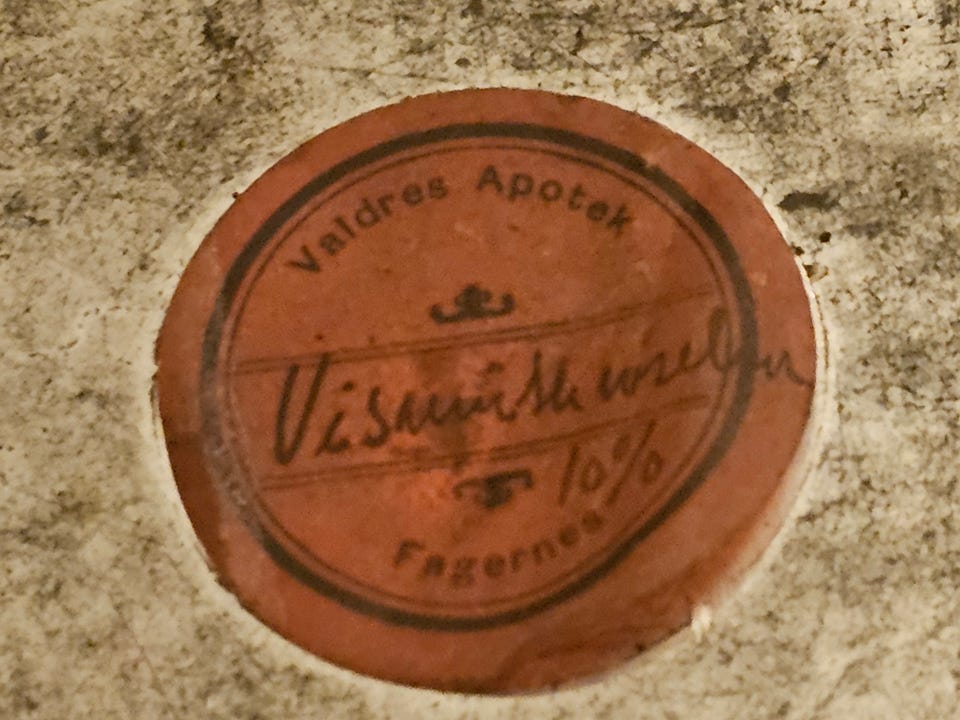 Valdres Apotek
Vismuthvaselin
10%
Fagernes